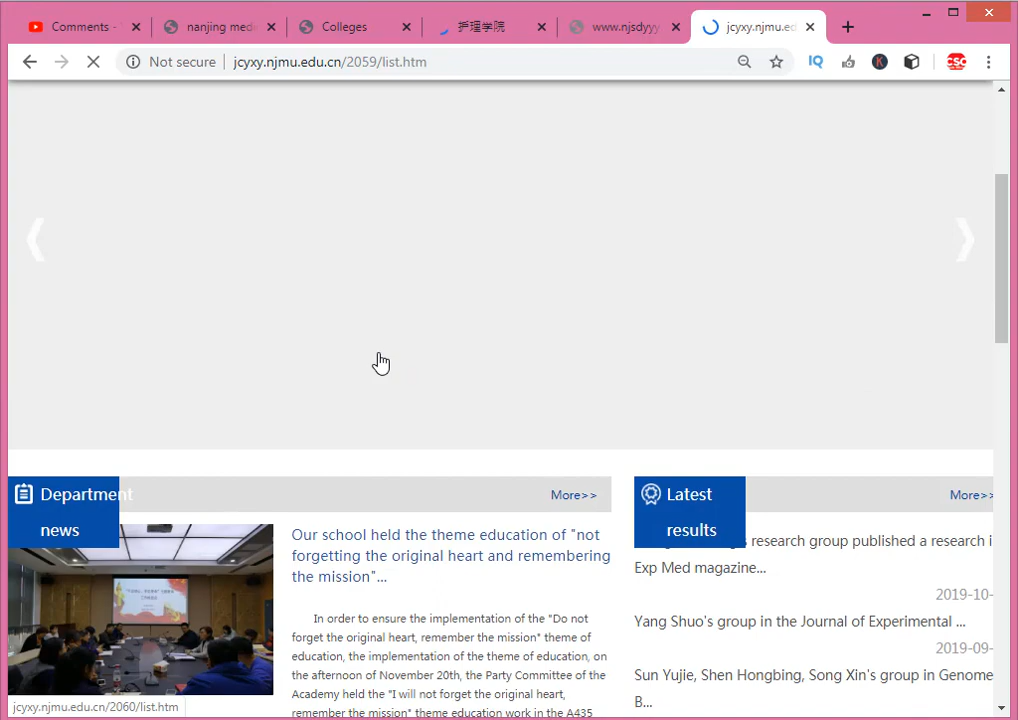 Comments -
nanjing med
Colleges
护理学院
www.njsdyyy
jcyxy.njmu.ed
Not secure
jcyxy.njmu.edu.cn/2059/list.htm
IQ
K
CSC
Department
news
More>>
Our school held the theme education of "not
forgetting the original heart and remembering
the mission"...
In order to ensure the implementation of the "Do not
forget the original heart, remember the mission" theme of
education, the implementation of the theme of education, on
the afternoon of November 20th, the Party Committee of the
Academy held the "I will not forget the original heart,
remember the mission" theme education work in the A435
Latest
results
More>>
research group published a research i
Exp Med magazine...
2019-10-
Yang Shuo's group in the Journal of Experimental ...
2019-09-
Sun Yujie, Shen Hongbing, Song Xin's group in Genome
B...
jcyxy.njmu.edu.cn/2060/list.htm